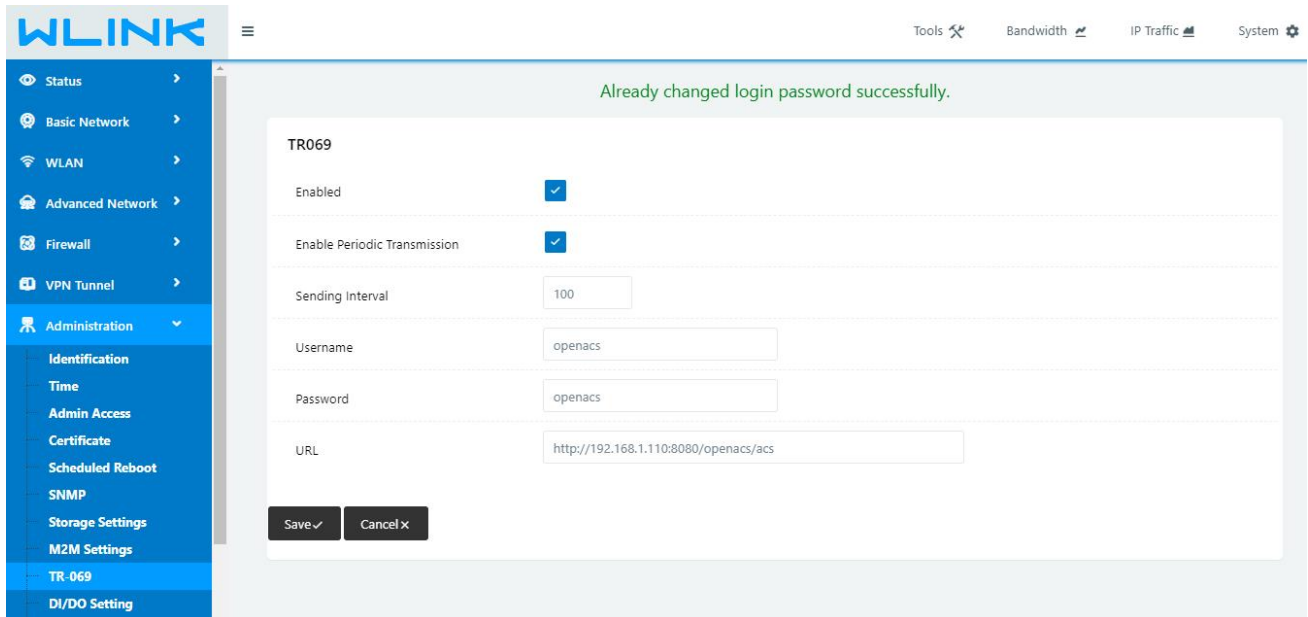 WLINK
Tools
Bandwidth
IP Traffic
System
Status
Basic Network
WLAN
Advanced Network
Firewall
VPN Tunnel
Administration
Identification
Time
Admin Access
Certificate
Scheduled Reboot
SNMP
Storage Settings
M2M Settings
TR-069
DI/DO Setting
Already changed login password successfully.
TR069
Enabled
Enable Periodic Transmission
Sending Interval
100
Username
openacs
Password
openacs
URL
http://192.168.1.110:8080/openacs/acs
Save
Cancel